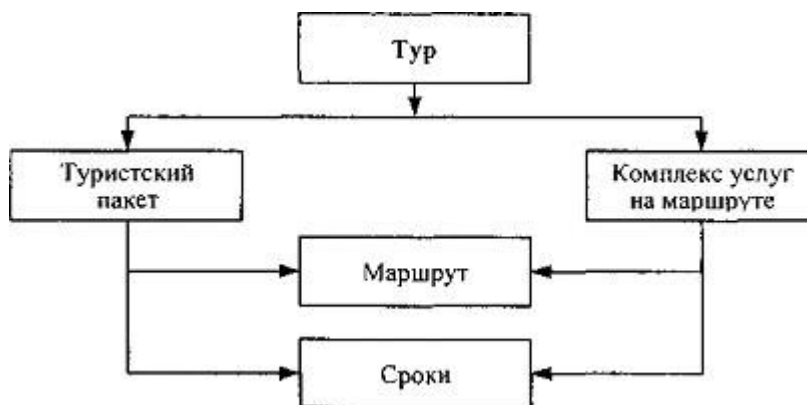 Тур
Туристский
пакет
Комплекс услуг
на маршруте
Маршрут
Сроки